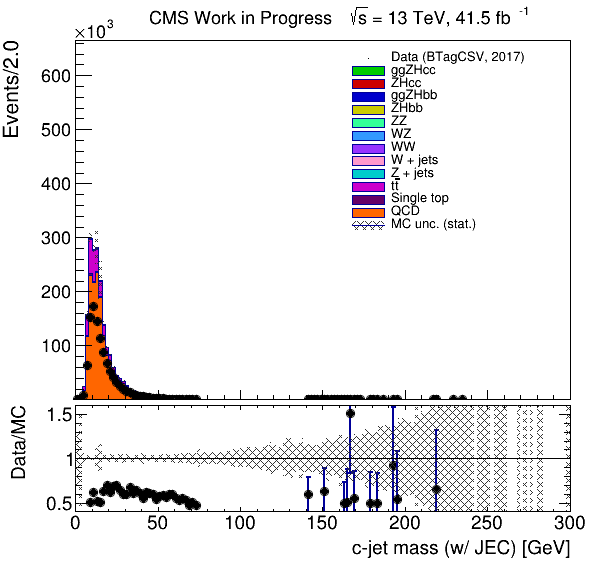 CMS Work in Progress √s = 13 TeV, 41.5 fb⁻¹
×10³
Events/2.0
600
500
400
300
200
100
Data (BTagCSV, 2017)
ggZHcc
ZHcc
ggZHbb
ZHbb
ZZ
WZ
WW
W + jets
Z + jets
tt̅
Single top
QCD
MC unc. (stat.)
Data/MC
1.5
1
0.5
0 50 100 150 200 250 300
c-jet mass (w/ JEC) [GeV]